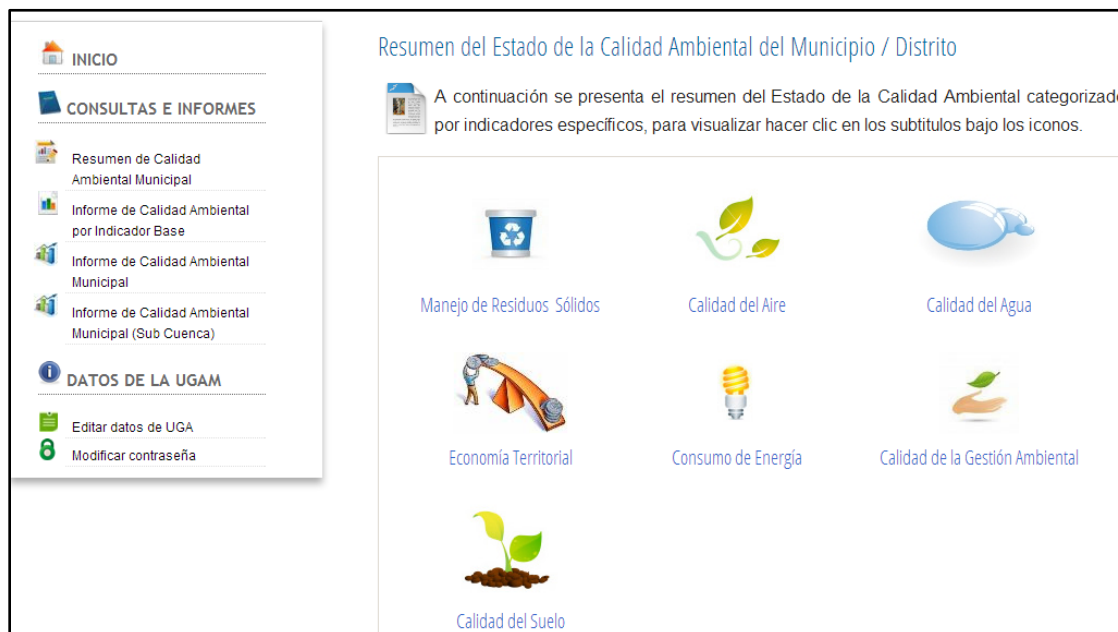 INICIO
CONSULTAS E INFORMES
Resumen de Calidad
Ambiental Municipal
Informe de Calidad Ambiental
por Indicador Base
Informe de Calidad Ambiental
Municipal
Informe de Calidad Ambiental
Municipal (Sub Cuenca)
DATOS DE LA UGAM
Editar datos de UGA
Modificar contraseña
Resumen del Estado de la Calidad Ambiental del Municipio / Distrito
A continuación se presenta el resumen del Estado de la Calidad Ambiental categorizado
por indicadores específicos, para visualizar hacer clic en los subtitulos bajo los iconos.
Manejo de Residuos Sólidos
Calidad del Aire
Calidad del Agua
Economía Territorial
Consumo de Energía
Calidad de la Gestión Ambiental
Calidad del Suelo